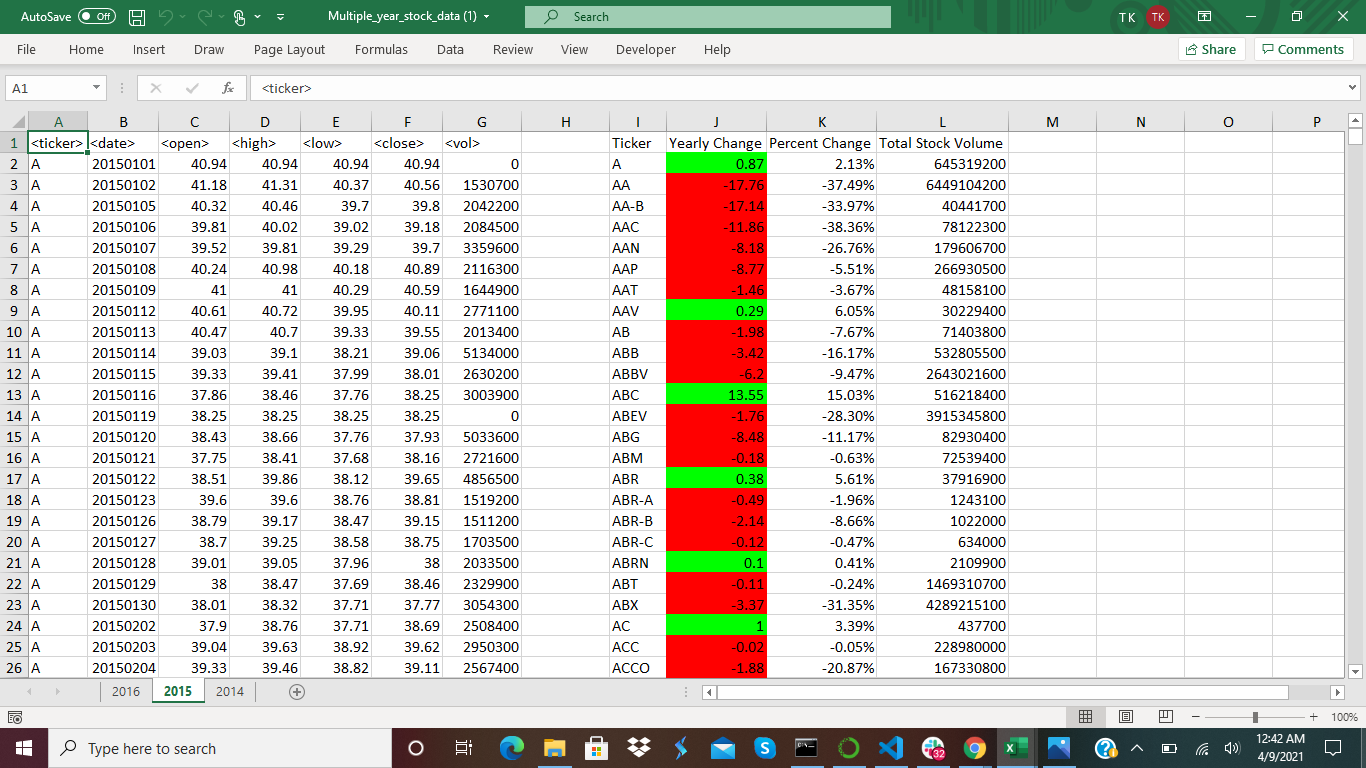 AutoSave Off Multiple_year_stock_data (1) Search TK TK
File Home Insert Draw Page Layout Formulas Data Review View Developer Help Share Comments
A1 fx <ticker>
A B C D E F G H I J K L M N O P
1 <ticker> <date> <open> <high> <low> <close> <vol> Ticker Yearly Change Percent Change Total Stock Volume
2 A 20150101 40.94 40.94 40.94 40.94 0 A 0.87 2.13% 645319200
3 A 20150102 41.18 41.31 40.37 40.56 1530700 AA -17.76 -37.49% 6449104200
4 A 20150105 40.32 40.46 39.7 39.8 2042200 AA-B -17.14 -33.97% 40441700
5 A 20150106 39.81 40.02 39.02 39.18 2084500 AAC -11.86 -38.36% 78122300
6 A 20150107 39.52 39.81 39.29 39.7 3359600 AAN -8.18 -26.76% 179606700
7 A 20150108 40.24 40.98 40.18 40.89 2116300 AAP -8.77 -5.51% 266930500
8 A 20150109 41 41 40.29 40.59 1644900 AAT -1.46 -3.67% 48158100
9 A 20150112 40.61 40.72 39.95 40.11 2771100 AAV 0.29 6.05% 30229400
10 A 20150113 40.47 40.7 39.33 39.55 2013400 AB -1.98 -7.67% 71403800
11 A 20150114 39.03 39.1 38.21 39.06 5134000 ABB -3.42 -16.17% 532805500
12 A 20150115 39.33 39.41 37.99 38.01 2630200 ABBV -6.2 -9.47% 2643021600
13 A 20150116 37.86 38.46 37.76 38.25 3003900 ABC 13.55 15.03% 516218400
14 A 20150119 38.25 38.25 38.25 38.25 0 ABEV -1.76 -28.30% 3915345800
15 A 20150120 38.43 38.66 37.76 37.93 5033600 ABG -8.48 -11.17% 82930400
16 A 20150121 37.75 38.41 37.68 38.16 2721600 ABM -0.18 -0.63% 72539400
17 A 20150122 38.51 39.86 38.12 39.65 4856500 ABR 0.38 5.61% 37916900
18 A 20150123 39.6 39.6 38.76 38.81 1519200 ABR-A -0.49 -1.96% 1243100
19 A 20150126 38.79 39.17 38.47 39.15 1511200 ABR-B -2.14 -8.66% 1022000
20 A 20150127 38.7 39.25 38.58 38.75 1703500 ABR-C -0.12 -0.47% 634000
21 A 20150128 39.01 39.05 37.96 38 2033500 ABRN 0.1 0.41% 2109900
22 A 20150129 38 38.47 37.69 38.46 2329900 ABT -0.11 -0.24% 1469310700
23 A 20150130 38.01 38.32 37.71 37.77 3054300 ABX -3.37 -31.35% 4289215100
24 A 20150202 37.9 38.76 37.71 38.69 2508400 AC 1 3.39% 437700
25 A 20150203 39.04 39.63 38.92 39.62 2950300 ACC -0.02 -0.05% 228980000
26 A 20150204 39.33 39.46 38.82 39.11 2567400 ACCO -1.88 -20.87% 167330800
2016 2015 2014
100%
Type here to search 32 12:42 AM
4/9/2021